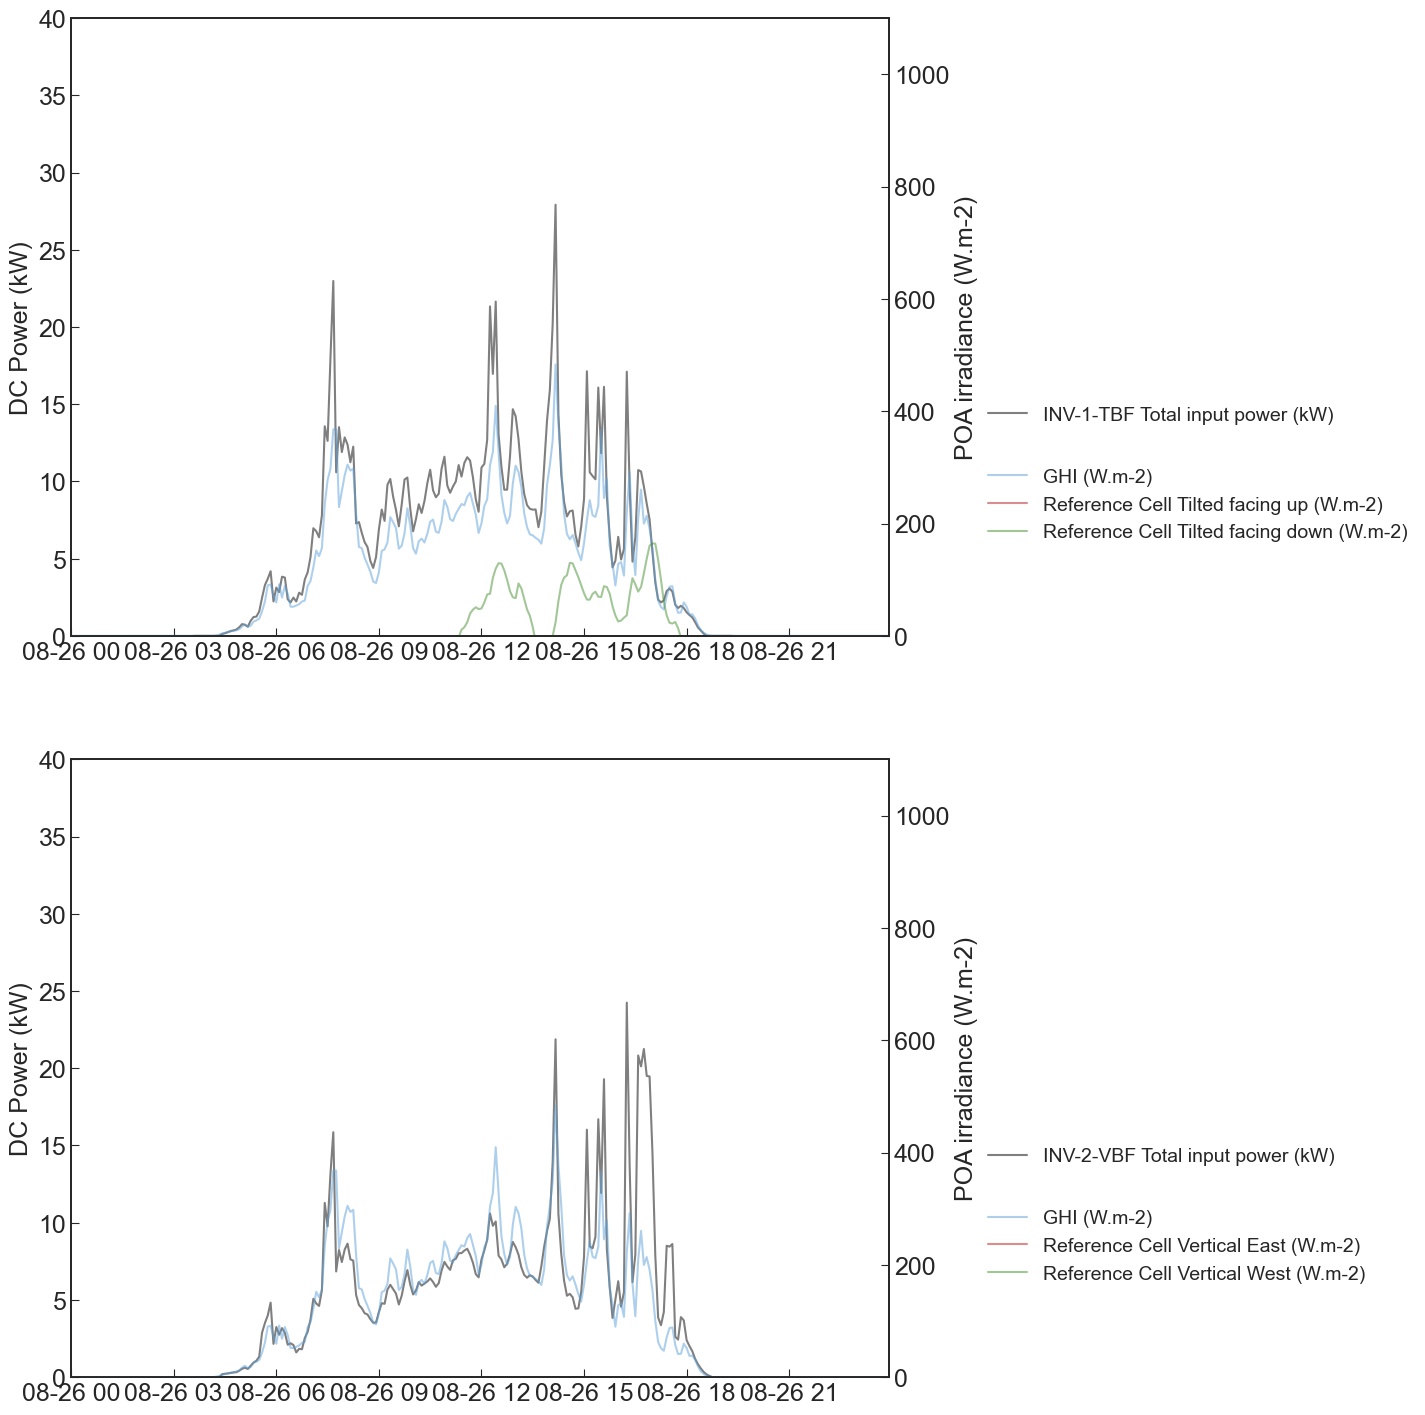 40
35
30
25
20
15
10
5
0
DC Power (kW)
1000
800
600
400
200
0
POA irradiance (W.m-2)
08-26 00 08-26 03 08-26 06 08-26 09 08-26 12 08-26 15 08-26 18 08-26 21
INV-1-TBF Total input power (kW)
GHI (W.m-2)
Reference Cell Tilted facing up (W.m-2)
Reference Cell Tilted facing down (W.m-2)
40
35
30
25
20
15
10
5
0
DC Power (kW)
1000
800
600
400
200
0
POA irradiance (W.m-2)
08-26 00 08-26 03 08-26 06 08-26 09 08-26 12 08-26 15 08-26 18 08-26 21
INV-2-VBF Total input power (kW)
GHI (W.m-2)
Reference Cell Vertical East (W.m-2)
Reference Cell Vertical West (W.m-2)